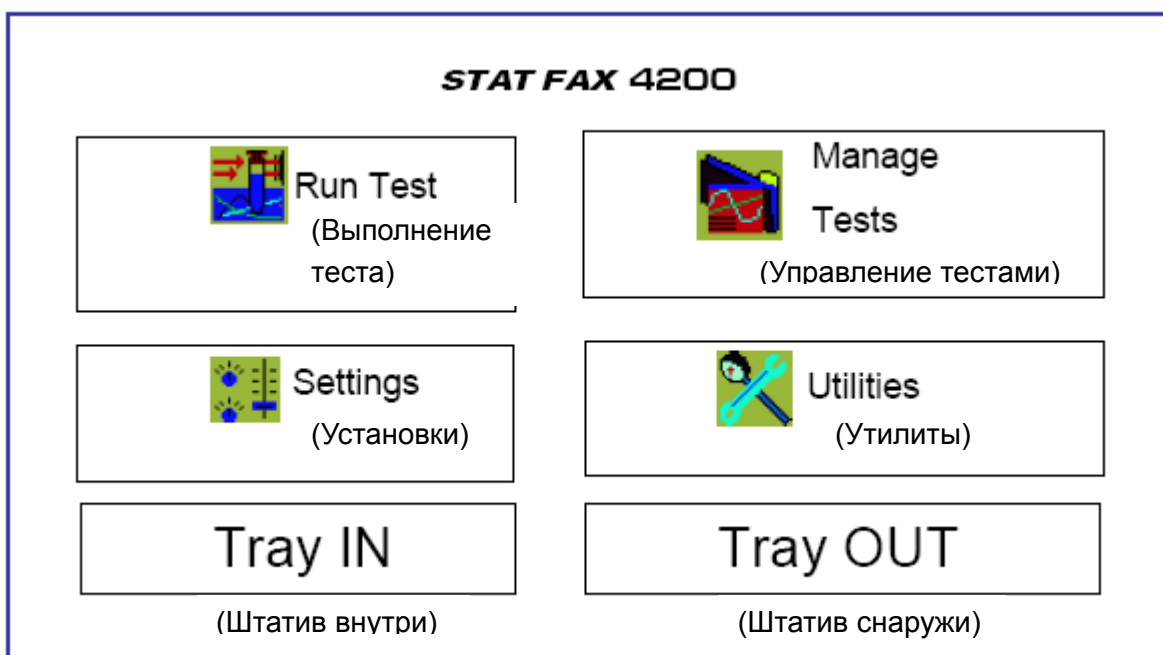 STAT FAX 4200
Run Test
(Выполнение
теста)
Manage
Tests
(Управление тестами)
Settings
(Установки)
Utilities
(Утилиты)
Tray IN
(Штатив внутри)
Tray OUT
(Штатив снаружи)